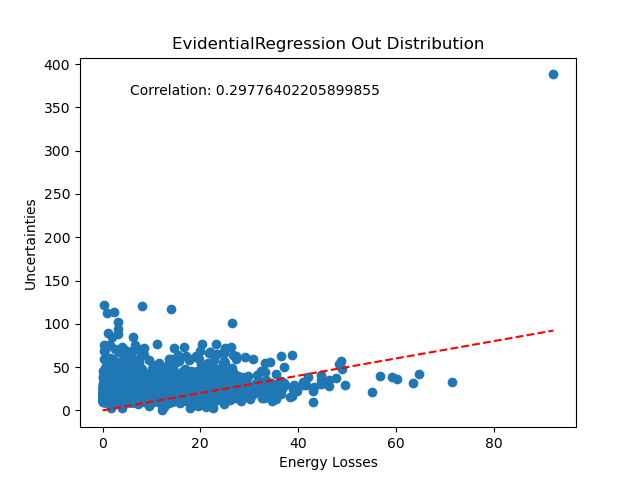 EvidentialRegression Out Distribution
Correlation: 0.29776402205899855
400
350
300
250
200
150
100
50
0
Uncertainties
0 20 40 60 80
Energy Losses